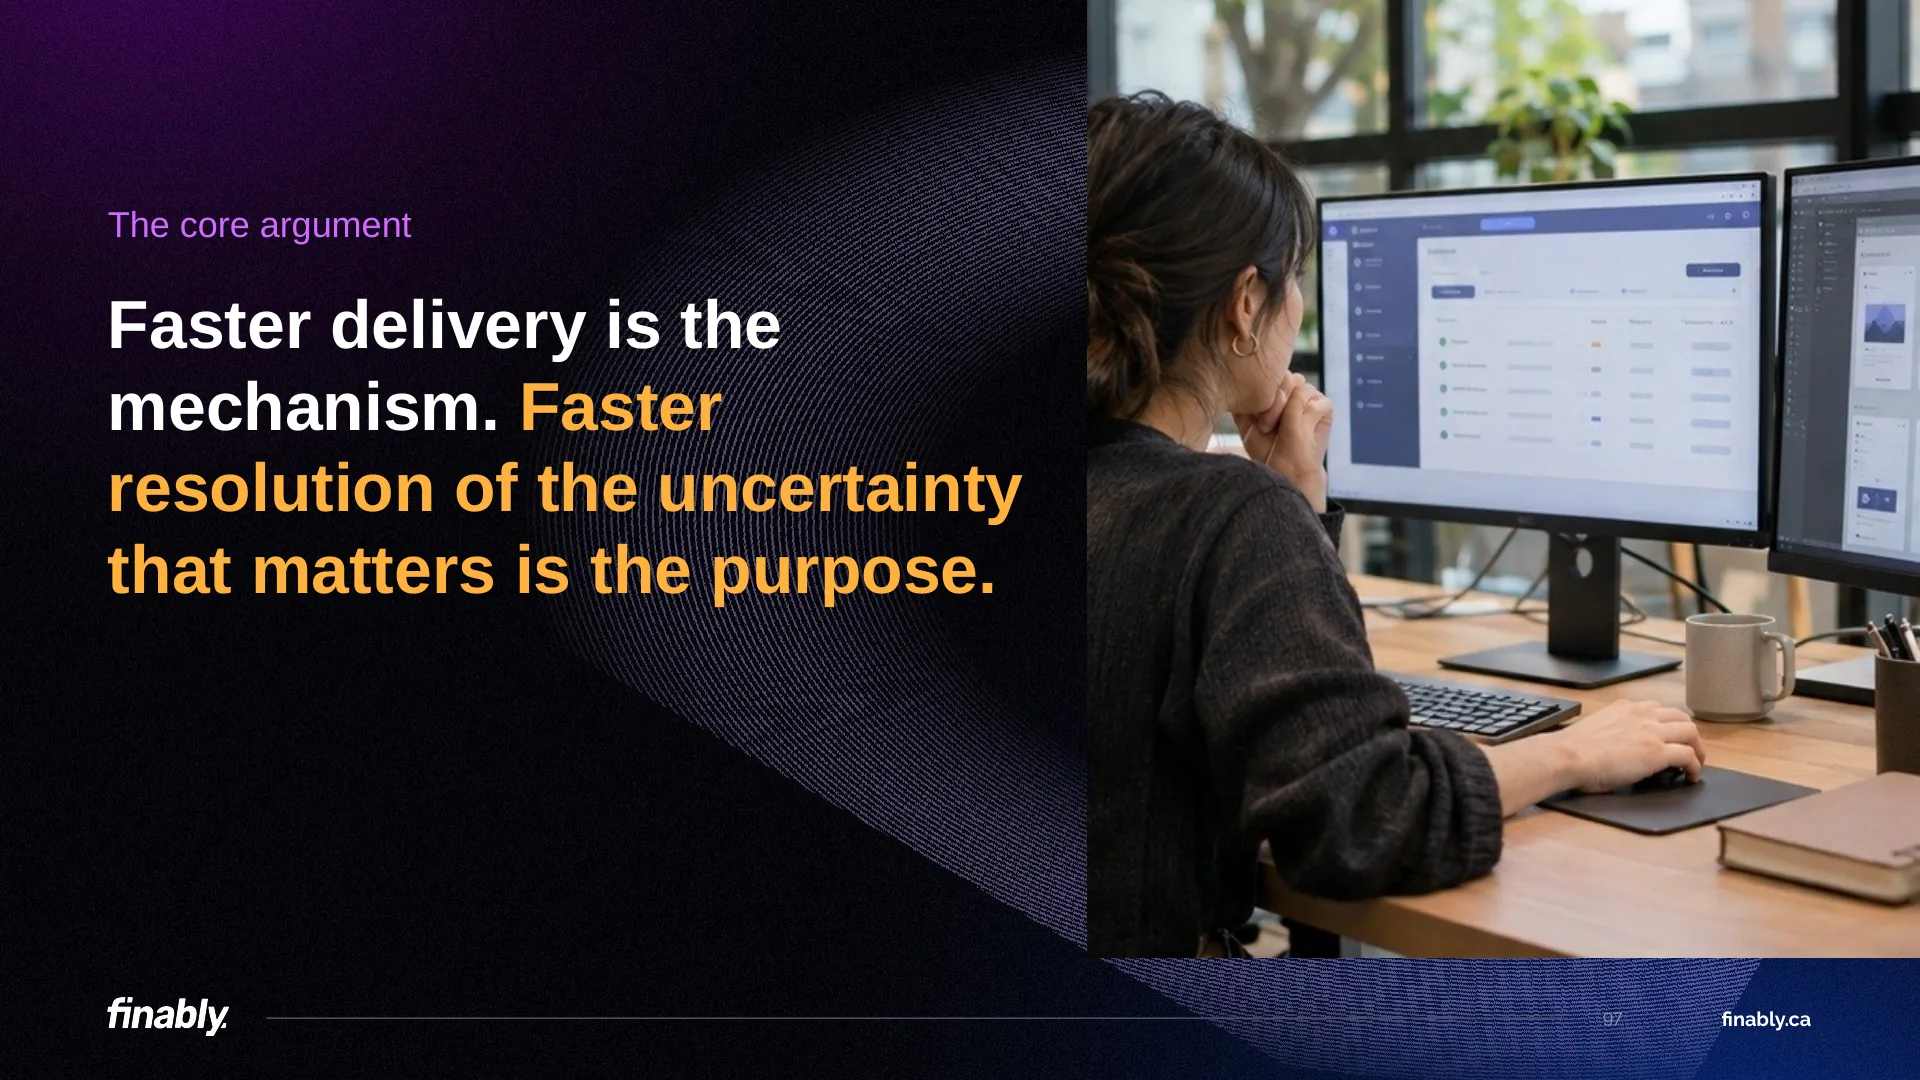 The core argument
Faster delivery is the
mechanism. Faster
resolution of the uncertainty
that matters is the purpose.
finably.
97
finably.ca